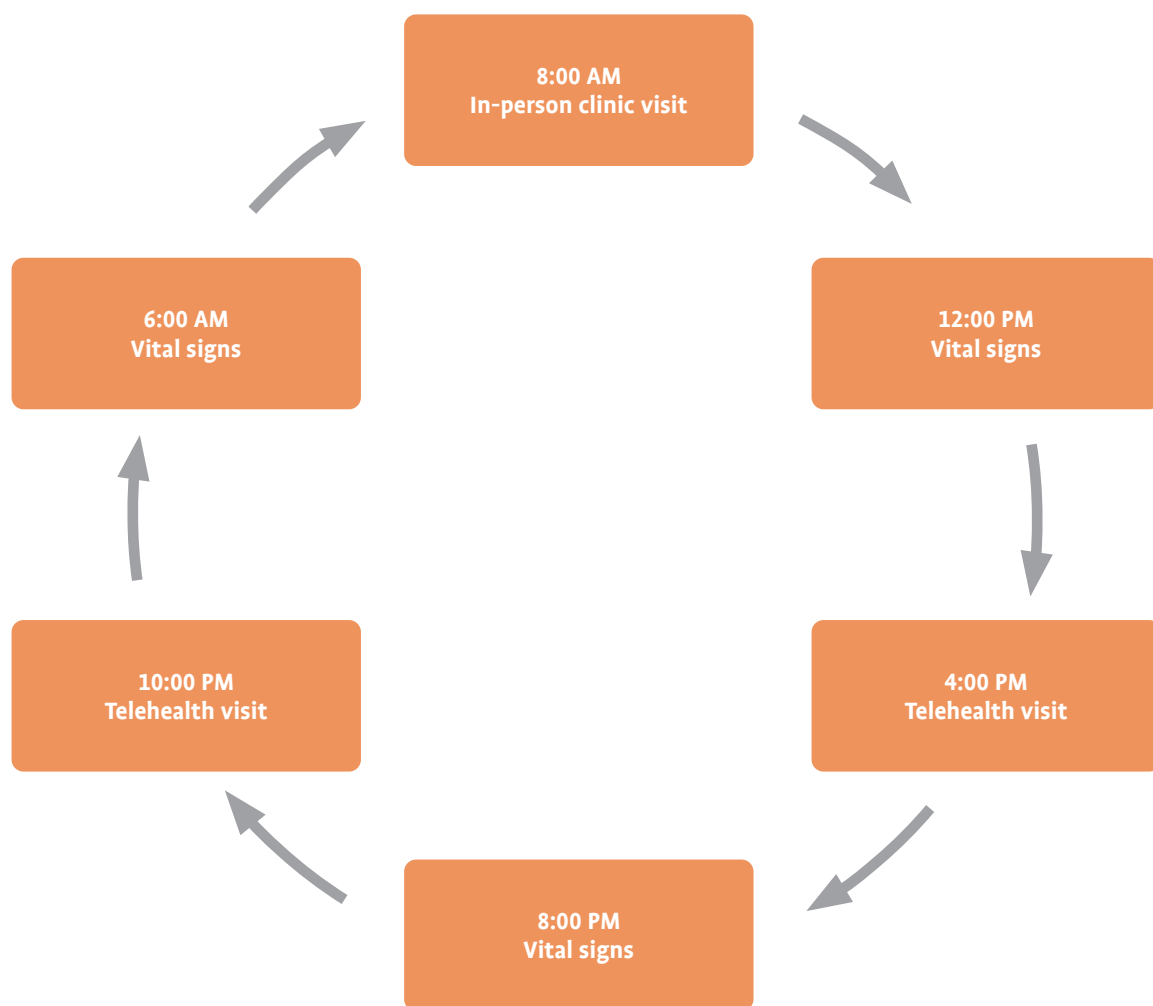 8:00 AM
In-person clinic visit
12:00 PM
Vital signs
4:00 PM
Telehealth visit
8:00 PM
Vital signs
10:00 PM
Telehealth visit
6:00 AM
Vital signs